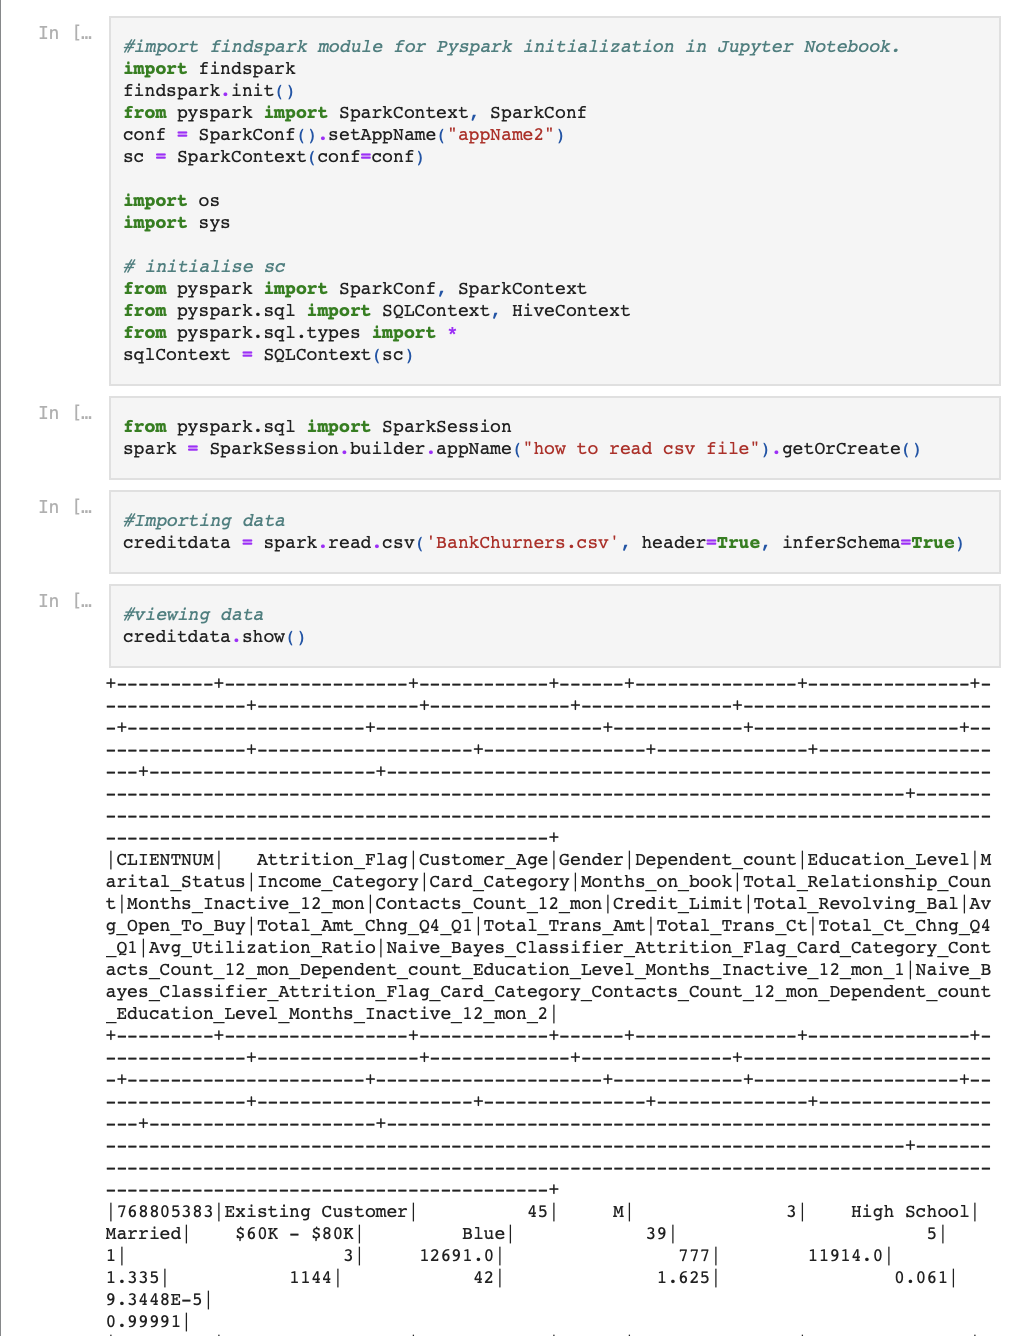 In [...
#import findspark module for Pyspark initialization in Jupyter Notebook.
import findspark
findspark.init()
from pyspark import SparkContext, SparkConf
conf = SparkConf().setAppName("appName2")
sc = SparkContext(conf=conf)
import os
import sys
# initialise sc
from pyspark import SparkConf, SparkContext
from pyspark.sql import SQLContext, HiveContext
from pyspark.sql.types import *
sqlContext = SQLContext(sc)
In [...
from pyspark.sql import SparkSession
spark = SparkSession.builder.appName("how to read csv file").getOrCreate()
In [...
#Importing data
creditdata = spark.read.csv('BankChurners.csv', header=True, inferSchema=True)
In [...
#viewing data
creditdata.show()
+---------+-----------------+------------+------+---------------+---------------+-
-------------+---------------+-------------+--------------+-----------------------
-+----------------------+---------------------+------------+-------------------+--
-------------+--------------------+---------------+--------------+----------------
---+---------------------+--------------------------------------------------------
--------------------------------------------------------------------------+-------
----------------------------------------------------------------------------------
-----------------------------------------+
|CLIENTNUM|   Attrition_Flag|Customer_Age|Gender|Dependent_count|Education_Level|M
arital_Status|Income_Category|Card_Category|Months_on_book|Total_Relationship_Coun
t|Months_Inactive_12_mon|Contacts_Count_12_mon|Credit_Limit|Total_Revolving_Bal|Av
g_Open_To_Buy|Total_Amt_Chng_Q4_Q1|Total_Trans_Amt|Total_Trans_Ct|Total_Ct_Chng_Q4
_Q1|Avg_Utilization_Ratio|Naive_Bayes_Classifier_Attrition_Flag_Card_Category_Cont
acts_Count_12_mon_Dependent_count_Education_Level_Months_Inactive_12_mon_1|Naive_B
ayes_Classifier_Attrition_Flag_Card_Category_Contacts_Count_12_mon_Dependent_count
_Education_Level_Months_Inactive_12_mon_2|
+---------+-----------------+------------+------+---------------+---------------+-
-------------+---------------+-------------+--------------+-----------------------
-+----------------------+---------------------+------------+-------------------+--
-------------+--------------------+---------------+--------------+----------------
---+---------------------+--------------------------------------------------------
--------------------------------------------------------------------------+-------
----------------------------------------------------------------------------------
-----------------------------------------+
|768805383|Existing Customer|          45|     M|              3|    High School|
Married|    $60K - $80K|         Blue|            39|                       5|
1|                    3|     12691.0|                777|        11914.0|
1.335|           1144|            42|              1.625|                0.061|
9.3448E-5|
0.99991|